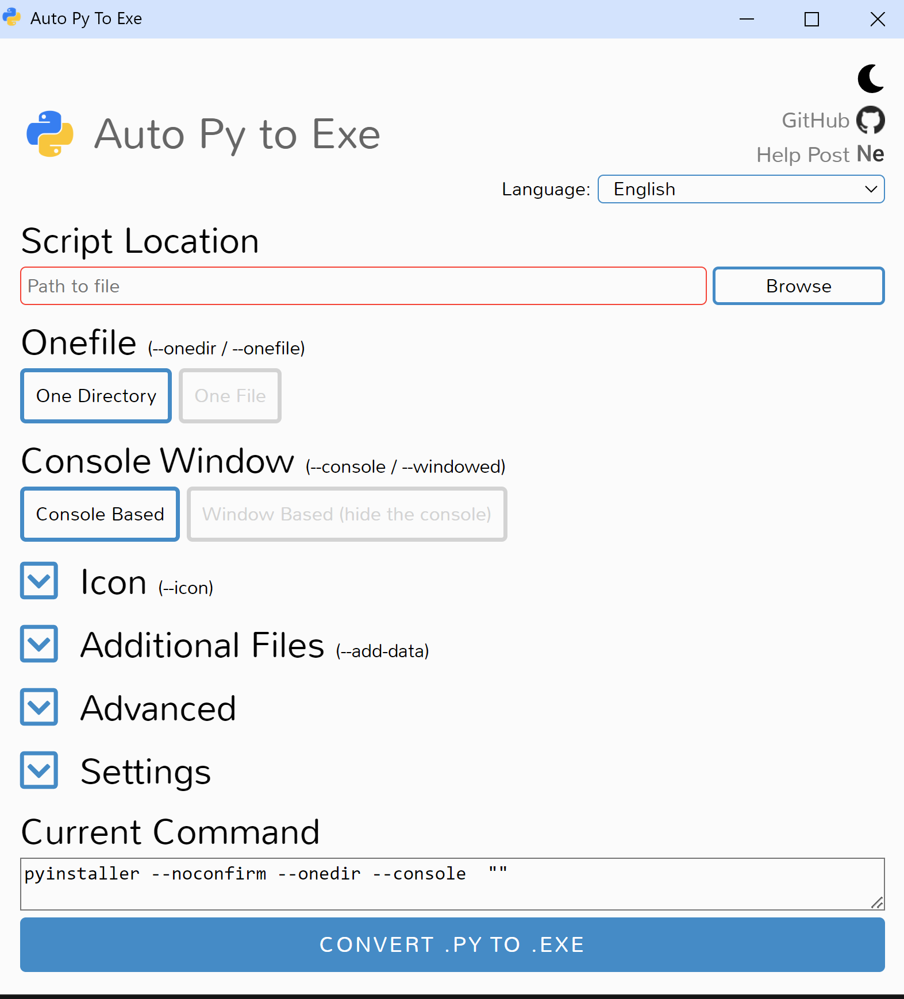 Auto Py To Exe
Auto Py to Exe
GitHub
Help Post Ne
Language: English
Script Location
Path to file
Browse
Onefile (--onedir / --onefile)
One Directory One File
Console Window (--console / --windowed)
Console Based Window Based (hide the console)
Icon (--icon)
Additional Files (--add-data)
Advanced
Settings
Current Command
pyinstaller --noconfirm --onedir --console  ""
CONVERT .PY TO .EXE